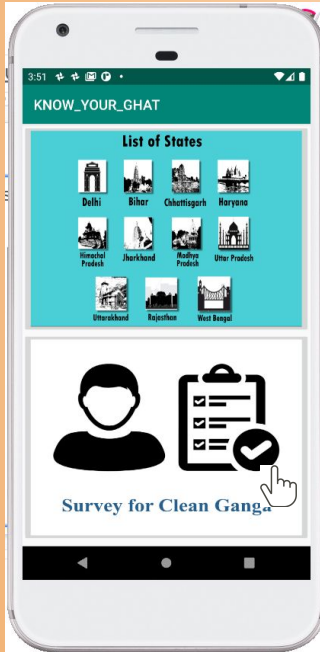 3:51
KNOW_YOUR_GHAT
List of States
Delhi Bihar Chhattisgarh Haryana
Himachal Pradesh Jharkhand Madhya Pradesh Uttar Pradesh
Uttarakhand Rajasthan West Bengal
Survey for Clean Ganga